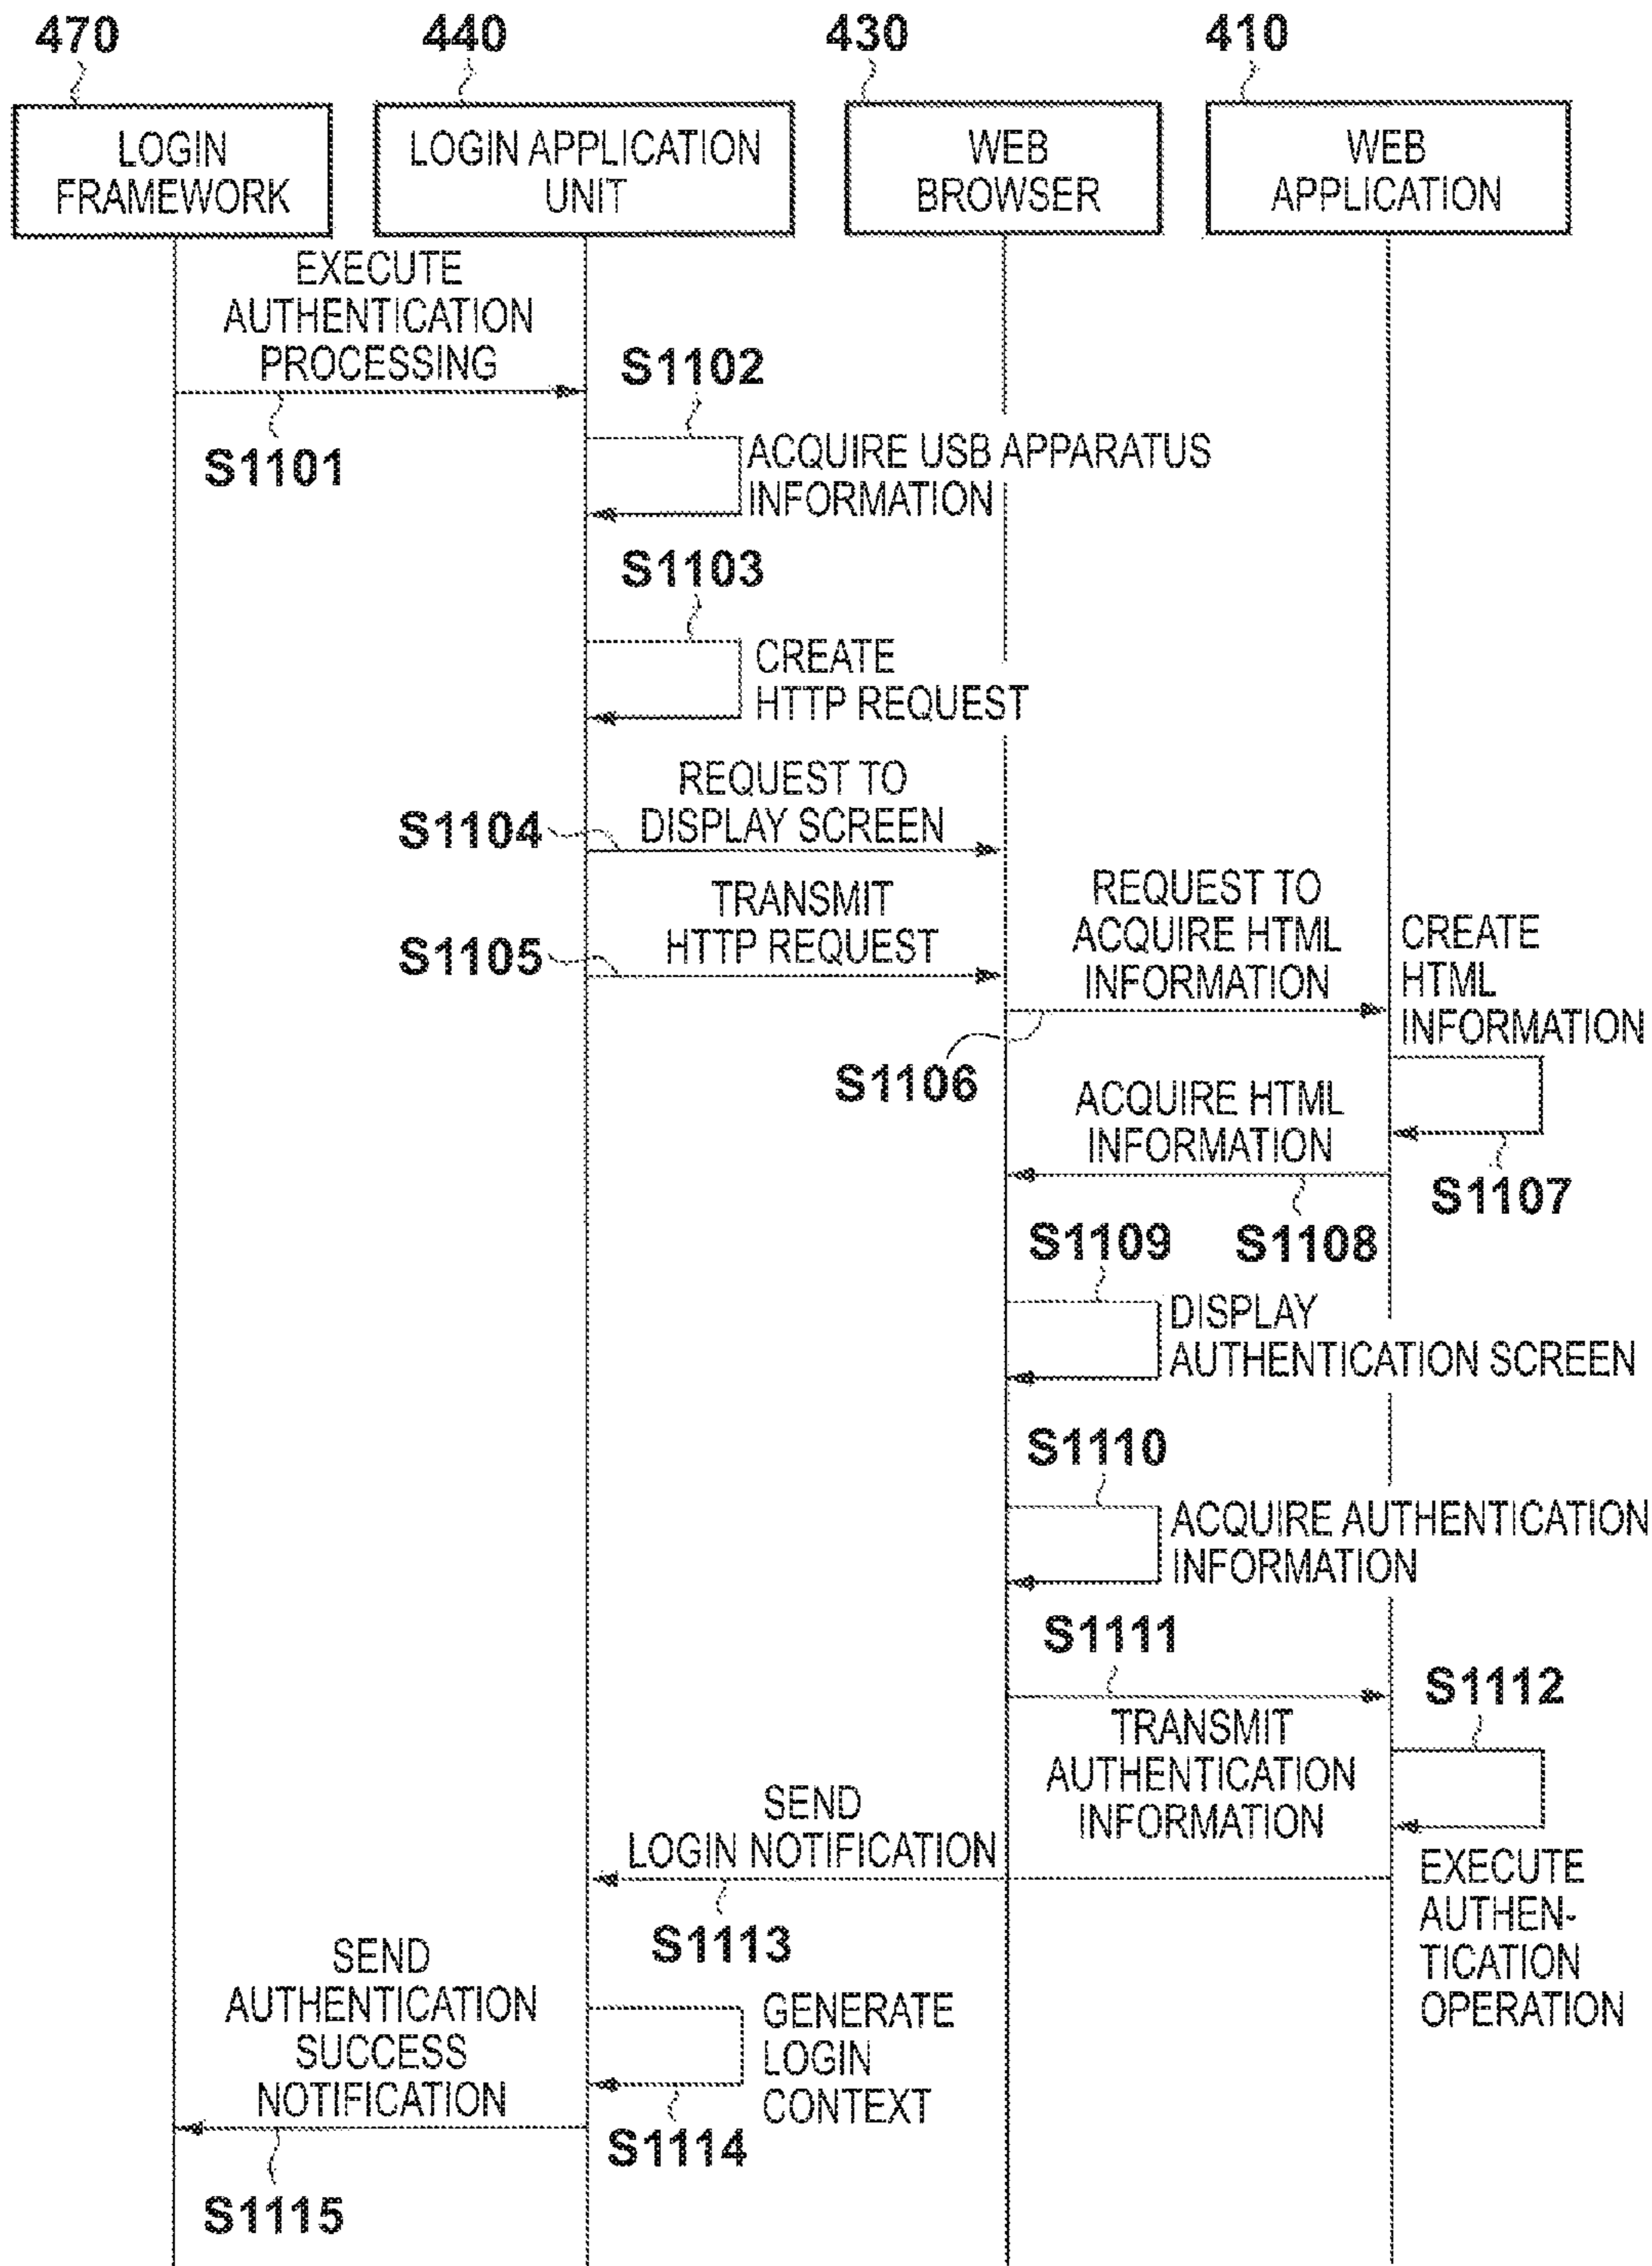 470
440
430
410
LOGIN
FRAMEWORK
LOGIN APPLICATION
UNIT
WEB
BROWSER
WEB
APPLICATION
EXECUTE
AUTHENTICATION
PROCESSING
S1101
S1102
ACQUIRE USB APPARATUS
INFORMATION
S1103
CREATE
HTTP REQUEST
REQUEST TO
DISPLAY SCREEN
S1104
TRANSMIT
HTTP REQUEST
S1105
REQUEST TO
ACQUIRE HTML
INFORMATION
S1106
CREATE
HTML
INFORMATION
S1107
ACQUIRE HTML
INFORMATION
S1108
S1109
DISPLAY
AUTHENTICATION SCREEN
S1110
ACQUIRE AUTHENTICATION
INFORMATION
S1111
TRANSMIT
AUTHENTICATION
INFORMATION
S1112
EXECUTE
AUTHEN-
TICATION
OPERATION
SEND
LOGIN NOTIFICATION
S1113
GENERATE
LOGIN
CONTEXT
S1114
SEND
AUTHENTICATION
SUCCESS
NOTIFICATION
S1115